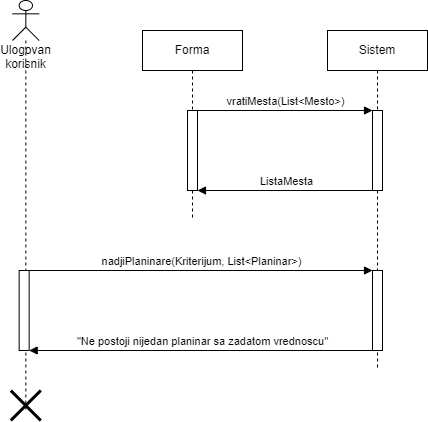 Ulogovan
korisnik
Forma
Sistem
vratiMesta(List<Mesto>)
ListaMesta
nadjiPlaninare(Kriterijum, List<Planinar>)
"Ne postoji nijedan planinar sa zadatom vrednoscu"